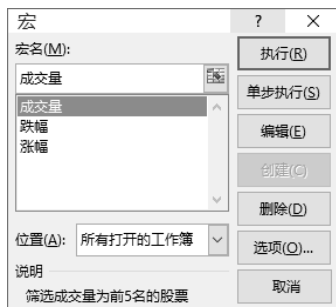 宏
? ×
宏名(M):
成交量
成交量
跌幅
涨幅
位置(A): 所有打开的工作簿
说明
筛选成交量为前5名的股票
执行(R)
单步执行(S)
编辑(E)
创建(C)
删除(D)
选项(O)...
取消